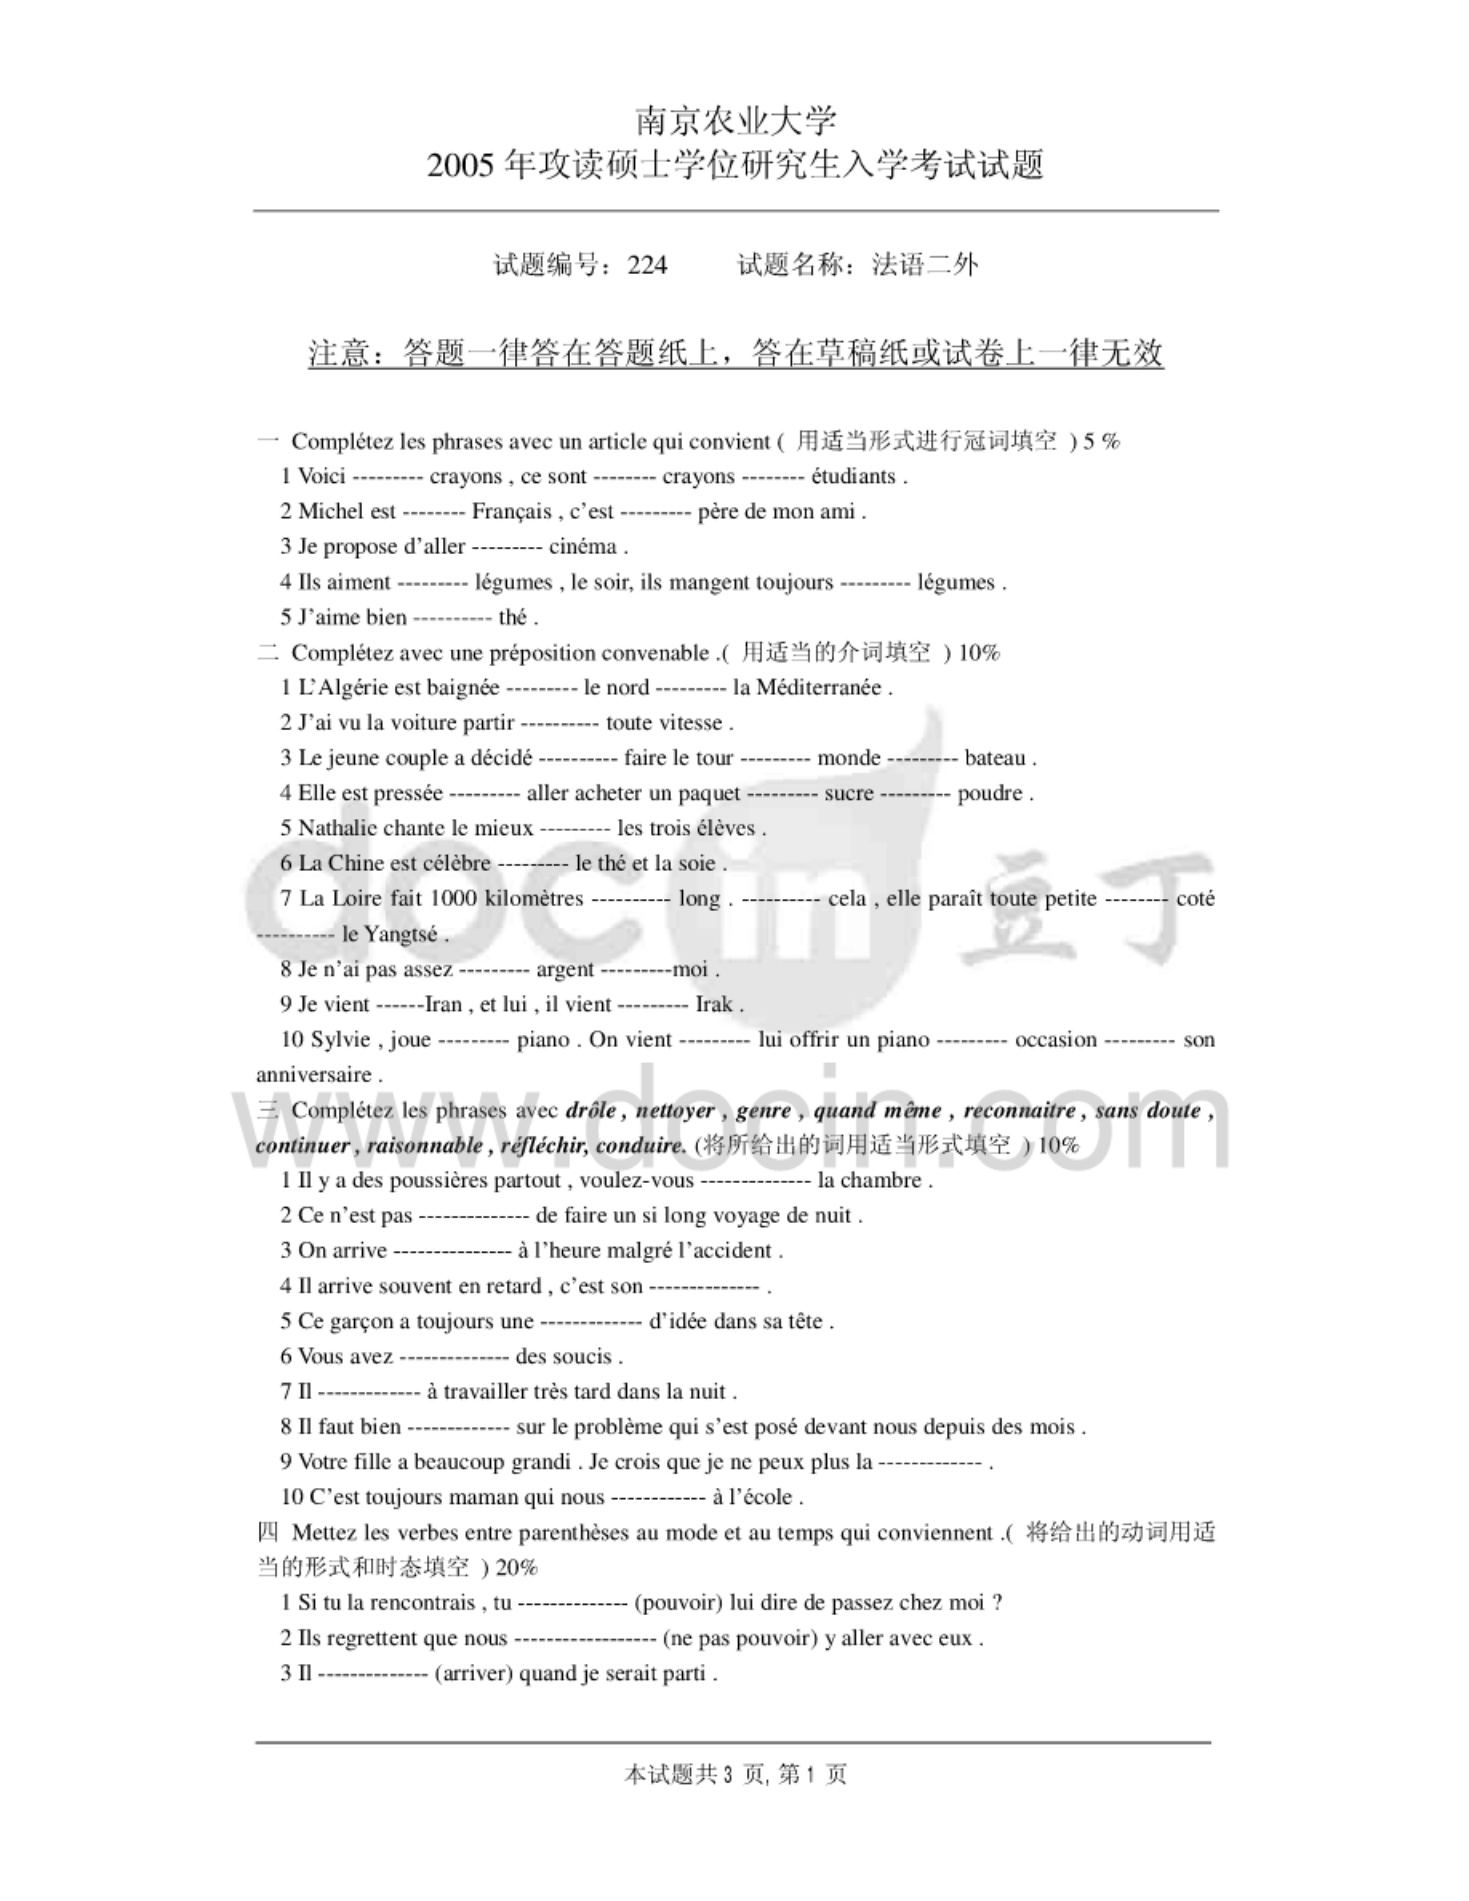 南京农业大学
2005 年攻读硕士学位研究生入学考试试题
试题编号：224 试题名称：法语二外
注意：答题一律答在答题纸上，答在草稿纸或试卷上一律无效
一 Complétez les phrases avec un article qui convient ( 用适当形式进行冠词填空 ) 5 %
1 Voici --------- crayons , ce sont -------- crayons -------- étudiants .
2 Michel est -------- Français , c’est --------- père de mon ami .
3 Je propose d’aller --------- cinéma .
4 Ils aiment --------- légumes , le soir, ils mangent toujours --------- légumes .
5 J’aime bien ---------- thé .
二 Complétez avec une préposition convenable .( 用适当的介词填空 ) 10%
1 L’Algérie est baignée --------- le nord --------- la Méditerranée .
2 J’ai vu la voiture partir ---------- toute vitesse .
3 Le jeune couple a décidé ---------- faire le tour --------- monde --------- bateau .
4 Elle est pressée --------- aller acheter un paquet --------- sucre --------- poudre .
5 Nathalie chante le mieux --------- les trois élèves .
6 La Chine est célèbre --------- le thé et la soie .
7 La Loire fait 1000 kilomètres ---------- long . ---------- cela , elle paraît toute petite -------- coté
---------- le Yangtsé .
8 Je n’ai pas assez --------- argent ---------moi .
9 Je vient ------Iran , et lui , il vient --------- Irak .
10 Sylvie , joue --------- piano . On vient --------- lui offrir un piano --------- occasion --------- son
anniversaire .
三 Complétez les phrases avec drôle , nettoyer , genre , quand même , reconnaitre , sans doute ,
continuer , raisonnable , réfléchir, conduire. (将所给出的词用适当形式填空 ) 10%
1 Il y a des poussières partout , voulez-vous -------------- la chambre .
2 Ce n’est pas -------------- de faire un si long voyage de nuit .
3 On arrive --------------- à l’heure malgré l’accident .
4 Il arrive souvent en retard , c’est son -------------- .
5 Ce garçon a toujours une ------------- d’idée dans sa tête .
6 Vous avez -------------- des soucis .
7 Il ------------- à travailler très tard dans la nuit .
8 Il faut bien ------------- sur le problème qui s’est posé devant nous depuis des mois .
9 Votre fille a beaucoup grandi . Je crois que je ne peux plus la ------------- .
10 C’est toujours maman qui nous ------------ à l’école .
四 Mettez les verbes entre parenthèses au mode et au temps qui conviennent .( 将给出的动词用适
当的形式和时态填空 ) 20%
1 Si tu la rencontrais , tu -------------- (pouvoir) lui dire de passez chez moi ?
2 Ils regrettent que nous ------------------ (ne pas pouvoir) y aller avec eux .
3 Il -------------- (arriver) quand je serait parti .
本试题共 3 页, 第 1 页
docin 豆丁
www.docin.com